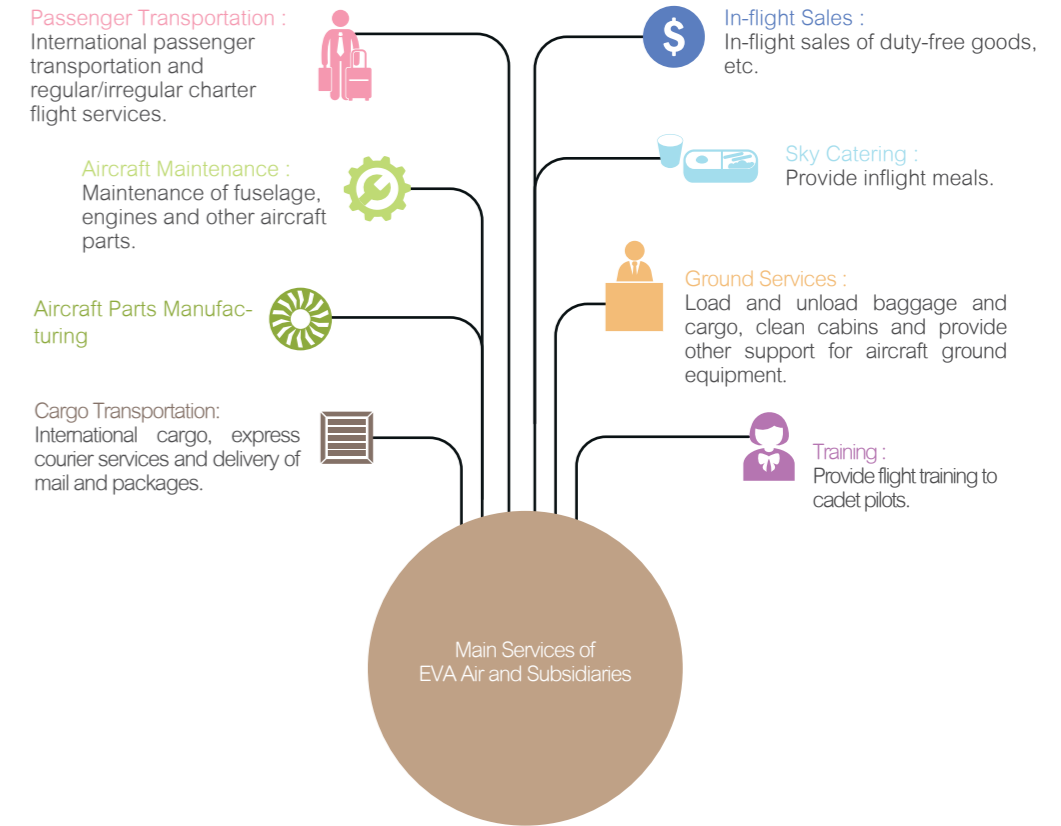 Passenger Transportation :
International passenger
transportation and
regular/irregular charter
flight services.
Aircraft Maintenance :
Maintenance of fuselage,
engines and other aircraft
parts.
Aircraft Parts Manufac-
turing
Cargo Transportation:
International cargo, express
courier services and delivery of
mail and packages.
In-flight Sales :
In-flight sales of duty-free goods,
etc.
$
Sky Catering :
Provide inflight meals.
Ground Services :
Load and unload baggage and
cargo, clean cabins and provide
other support for aircraft ground
equipment.
Training :
Provide flight training to
cadet pilots.
Main Services of
EVA Air and Subsidiaries